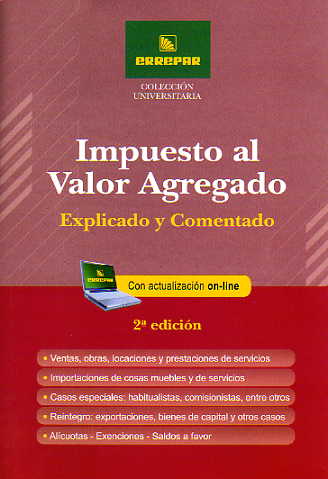 ERREPAR
COLECCIÓN
UNIVERSITARIA
Impuesto al
Valor Agregado
Explicado y Comentado
ERREPAR
Con actualización on-line
2ª edición
• Ventas, obras, locaciones y prestaciones de servicios
• Importaciones de cosas muebles y de servicios
• Casos especiales: habitualistas, comisionistas, entre otros
• Reintegro: exportaciones, bienes de capital y otros casos
• Alícuotas - Exenciones - Saldos a favor